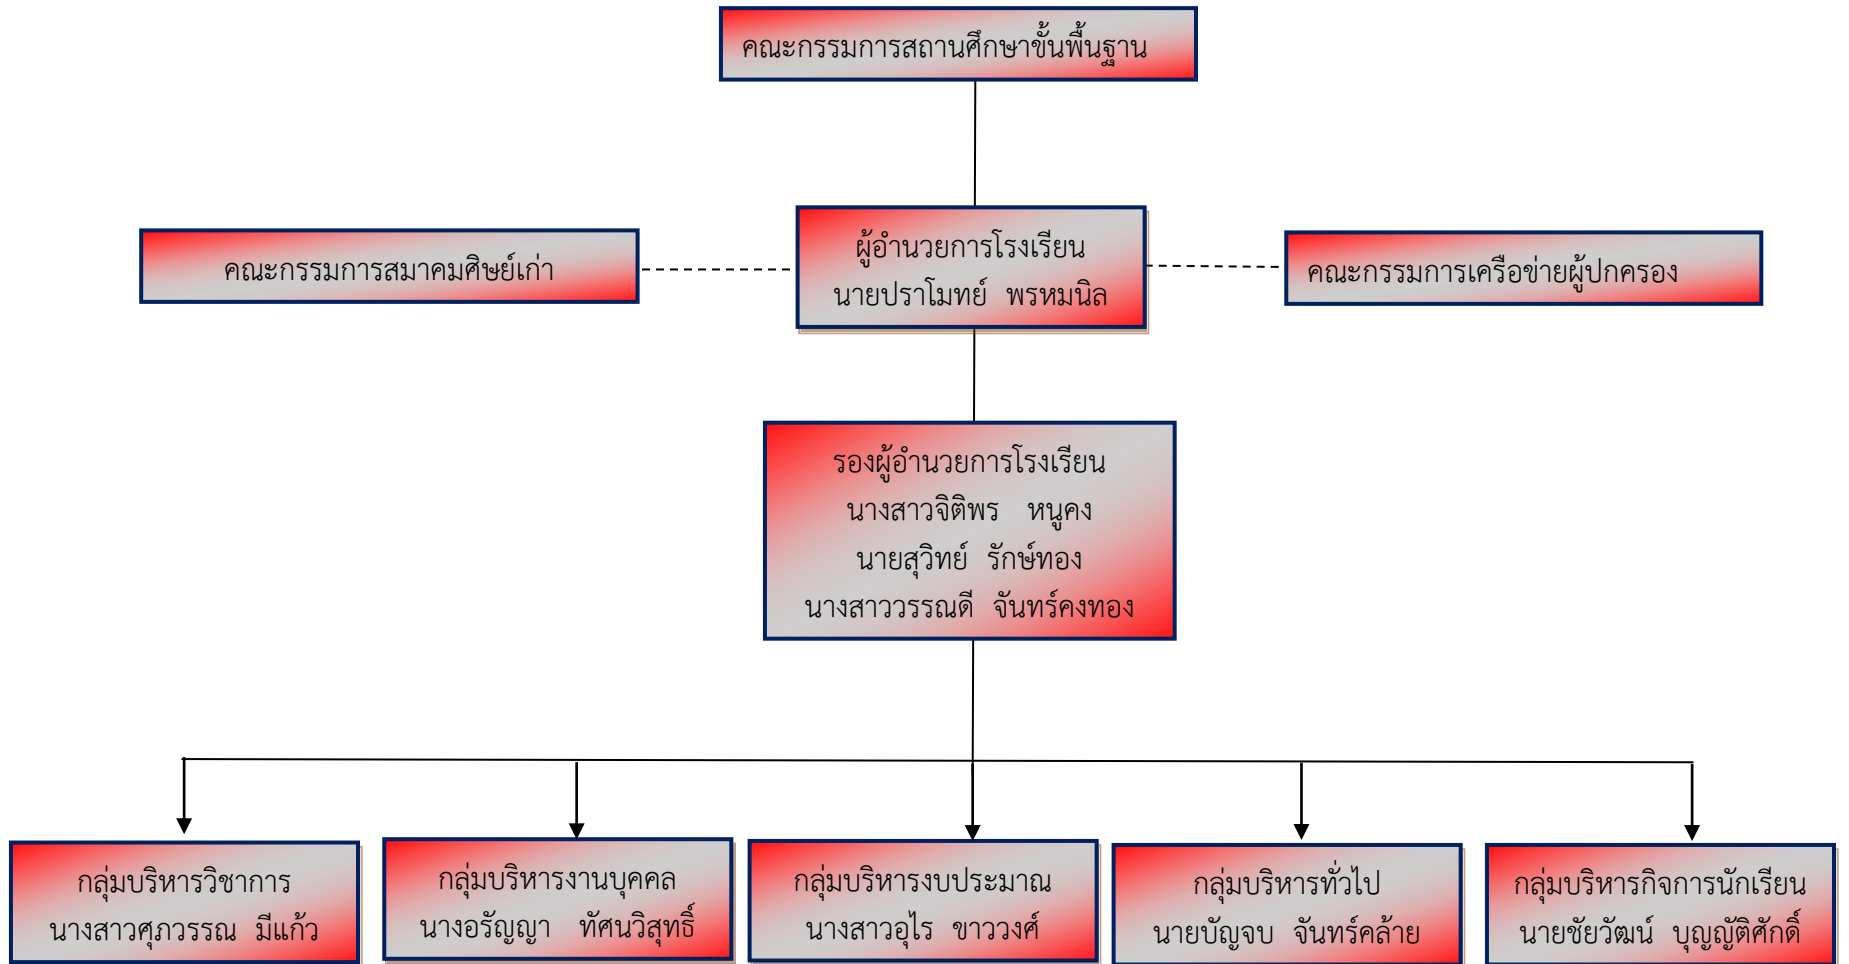 คณะกรรมการสถานศึกษาขั้นพื้นฐาน
คณะกรรมการสมาคมศิษย์เก่า
ผู้อำนวยการโรงเรียน
นายปราโมทย์ พรหมนิล
คณะกรรมการเครือข่ายผู้ปกครอง
รองผู้อำนวยการโรงเรียน
นางสาวจิติพร หนูคง
นายสุวิทย์ รักษ์ทอง
นางสาววรรณดี จันทร์คงทอง
กลุ่มบริหารวิชาการ
นางสาวศุภวรรณ มีแก้ว
กลุ่มบริหารงานบุคคล
นางอรัญญา ทัศนวิสุทธิ์
กลุ่มบริหารงบประมาณ
นางสาวอุไร ขาววงศ์
กลุ่มบริหารทั่วไป
นายบัญจบ จันทร์คล้าย
กลุ่มบริหารกิจการนักเรียน
นายชัยวัฒน์ บุญญัติศักดิ์